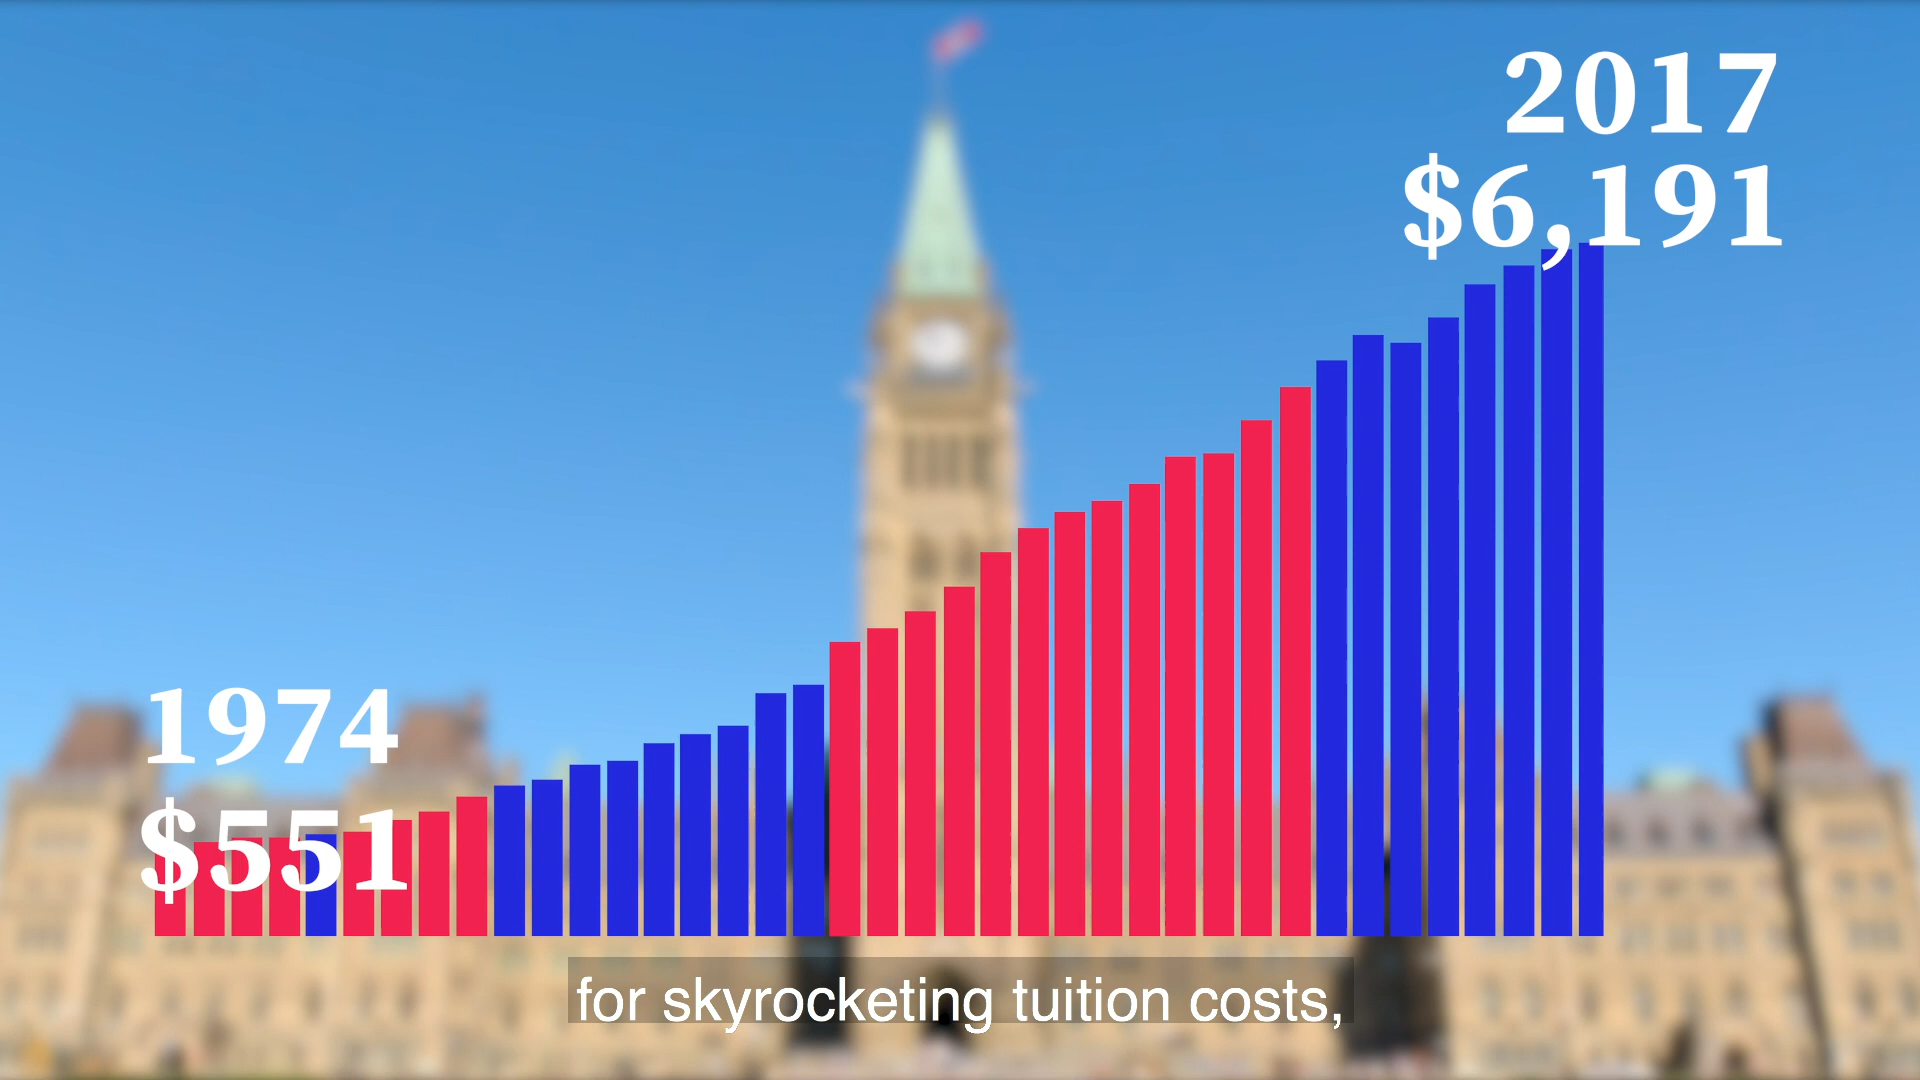 2017
$6,191
1974
$551
for skyrocketing tuition costs,